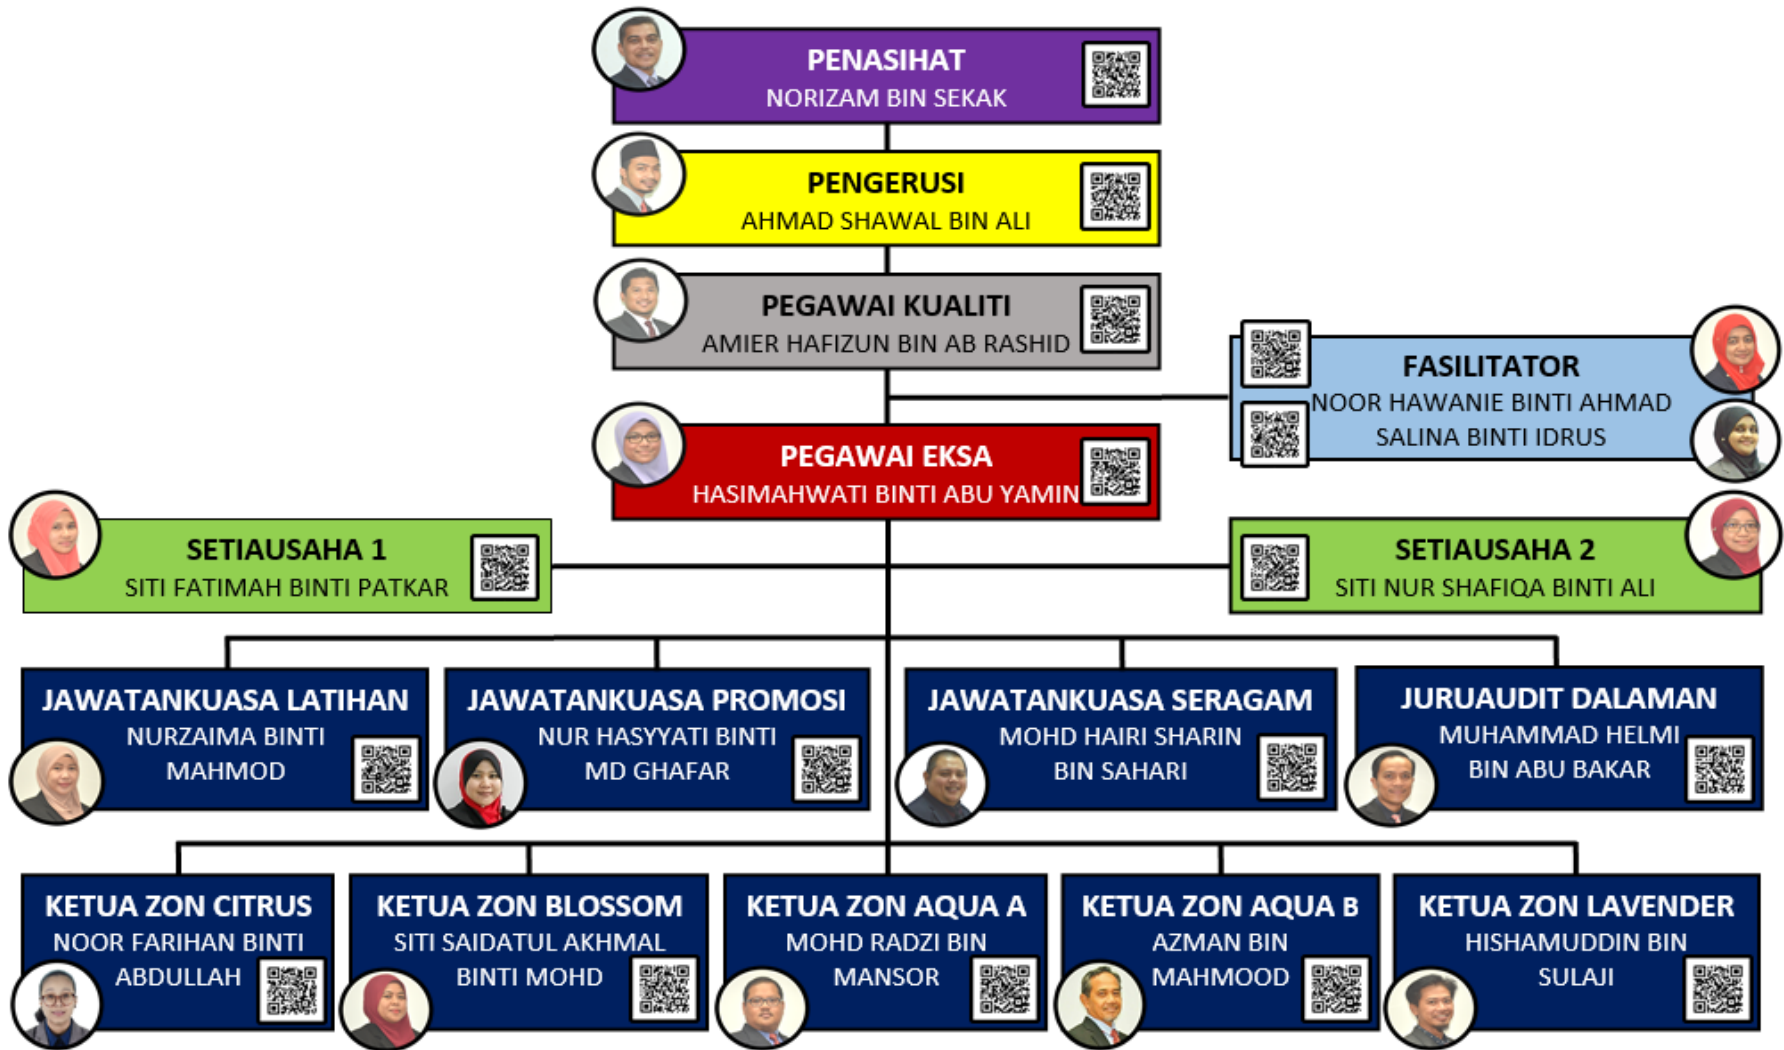 PENASIHAT
NORIZAM BIN SEKAK
PENGERUSI
AHMAD SHAWAL BIN ALI
PEGAWAI KUALITI
AMIER HAFIZUN BIN AB RASHID
FASILITATOR
NOOR HAWANIE BINTI AHMAD
SALINA BINTI IDRUS
PEGAWAI EKSA
HASIMAHWATI BINTI ABU YAMIN
SETIAUSAHA 1
SITI FATIMAH BINTI PATKAR
SETIAUSAHA 2
SITI NUR SHAFIQA BINTI ALI
JAWATANKUASA LATIHAN
NURZAIMA BINTI
MAHMOD
JAWATANKUASA PROMOSI
NUR HASYYATI BINTI
MD GHAFAR
JAWATANKUASA SERAGAM
MOHD HAIRI SHARIN
BIN SAHARI
JURUAUDIT DALAMAN
MUHAMMAD HELMI
BIN ABU BAKAR
KETUA ZON CITRUS
NOOR FARIHAN BINTI
ABDULLAH
KETUA ZON BLOSSOM
SITI SAIDATUL AKHMAL
BINTI MOHD
KETUA ZON AQUA A
MOHD RADZI BIN
MANSOR
KETUA ZON AQUA B
AZMAN BIN
MAHMOOD
KETUA ZON LAVENDER
HISHAMUDDIN BIN
SULAJI